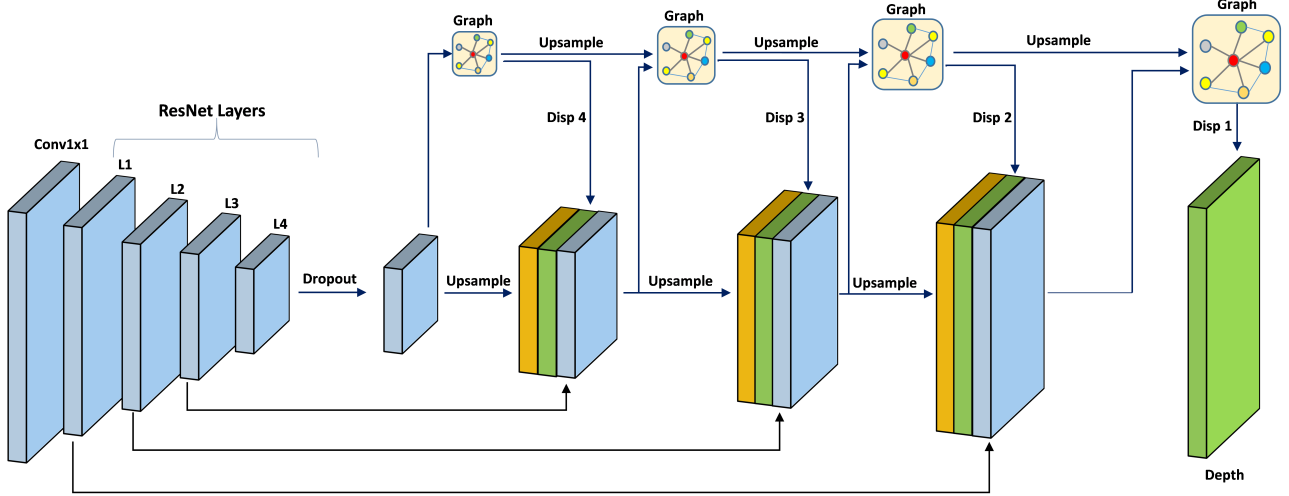 Graph
Graph
Graph
Graph
Upsample
Upsample
Upsample
Disp 4
Disp 3
Disp 2
Disp 1
ResNet Layers
Conv1x1
L1
L2
L3
L4
Dropout
Upsample
Upsample
Upsample
Depth